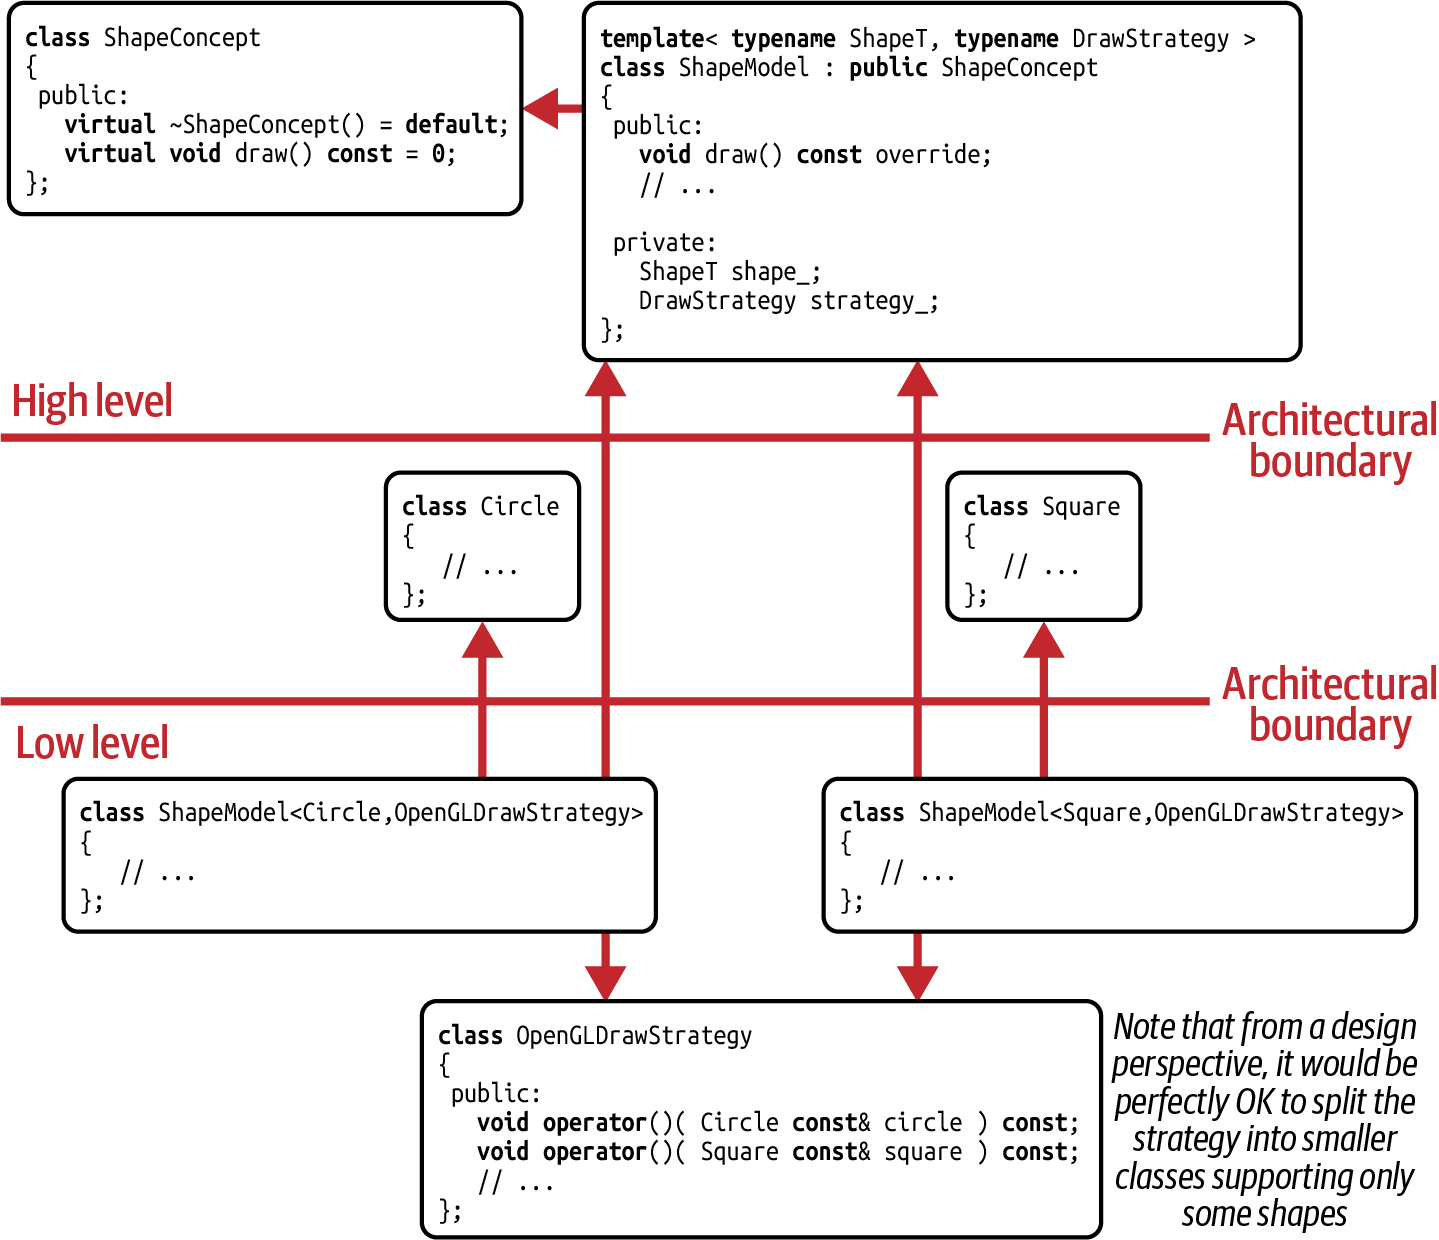 class ShapeConcept
{
 public:
   virtual ~ShapeConcept() = default;
   virtual void draw() const = 0;
};
template< typename ShapeT, typename DrawStrategy >
class ShapeModel : public ShapeConcept
{
 public:
   void draw() const override;
   // ...
 private:
   ShapeT shape_;
   DrawStrategy strategy_;
};
High level
Architectural
boundary
class Circle
{
   // ...
};
class Square
{
   // ...
};
Architectural
boundary
Low level
class ShapeModel<Circle,OpenGLDrawStrategy>
{
   // ...
};
class ShapeModel<Square,OpenGLDrawStrategy>
{
   // ...
};
class OpenGLDrawStrategy
{
 public:
   void operator()( Circle const& circle ) const;
   void operator()( Square const& square ) const;
   // ...
};
Note that from a design
perspective, it would be
perfectly OK to split the
strategy into smaller
classes supporting only
some shapes